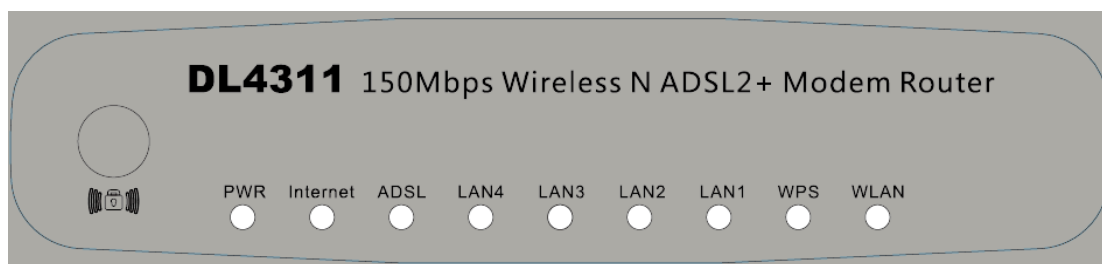 DL4311 150Mbps Wireless N ADSL2+ Modem Router
PWR Internet ADSL LAN4 LAN3 LAN2 LAN1 WPS WLAN